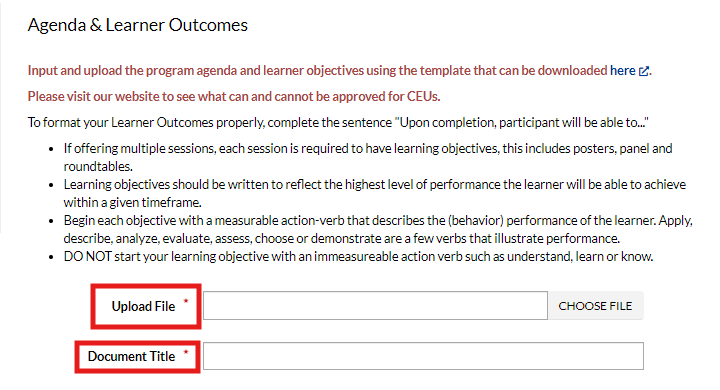 Agenda & Learner Outcomes
Input and upload the program agenda and learner objectives using the template that can be downloaded here.
Please visit our website to see what can and cannot be approved for CEUs.
To format your Learner Outcomes properly, complete the sentence "Upon completion, participant will be able to..."
• If offering multiple sessions, each session is required to have learning objectives, this includes posters, panel and
roundtables.
• Learning objectives should be written to reflect the highest level of performance the learner will be able to achieve
within a given timeframe.
• Begin each objective with a measurable action-verb that describes the (behavior) performance of the learner. Apply,
describe, analyze, evaluate, assess, choose or demonstrate are a few verbs that illustrate performance.
• DO NOT start your learning objective with an immeasureable action verb such as understand, learn or know.
Upload File * CHOOSE FILE
Document Title *